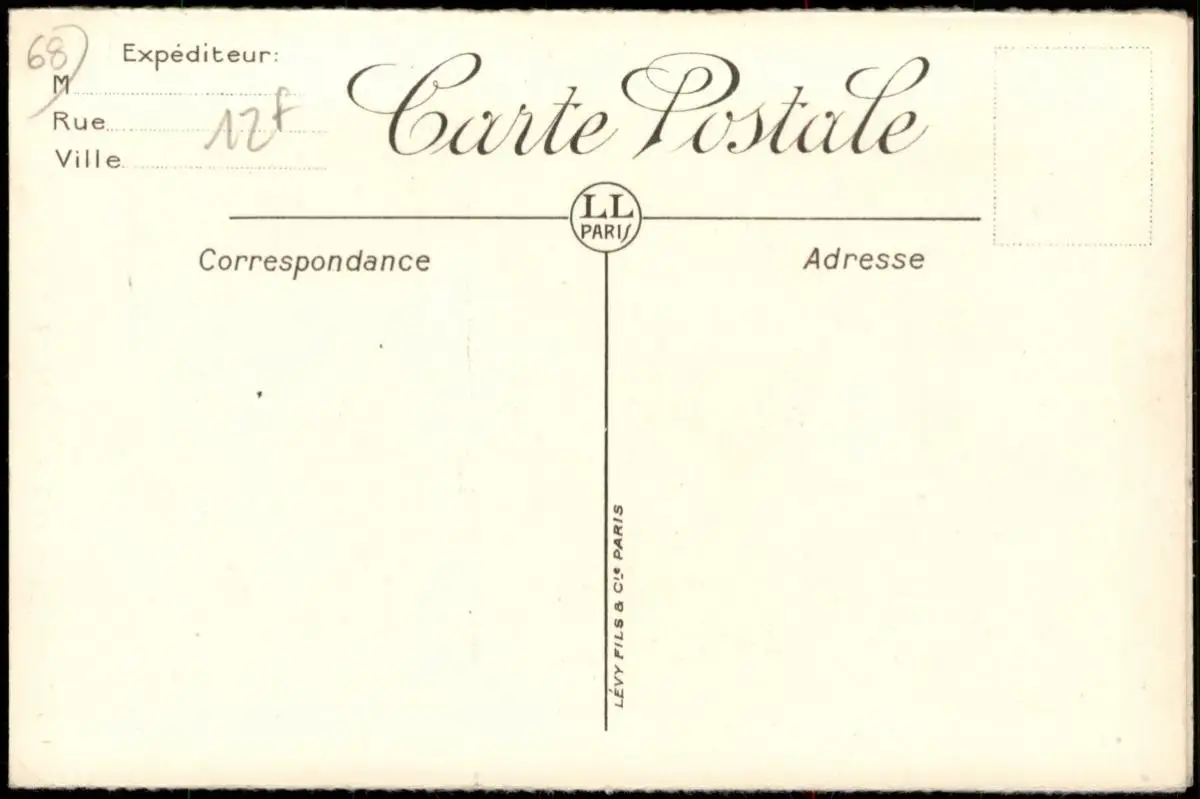 68
Expéditeur:
M
Rue
12f
Ville
Carte Postale
LL
PARIS
Correspondance
Adresse
LÉVY FILS & Cie PARIS